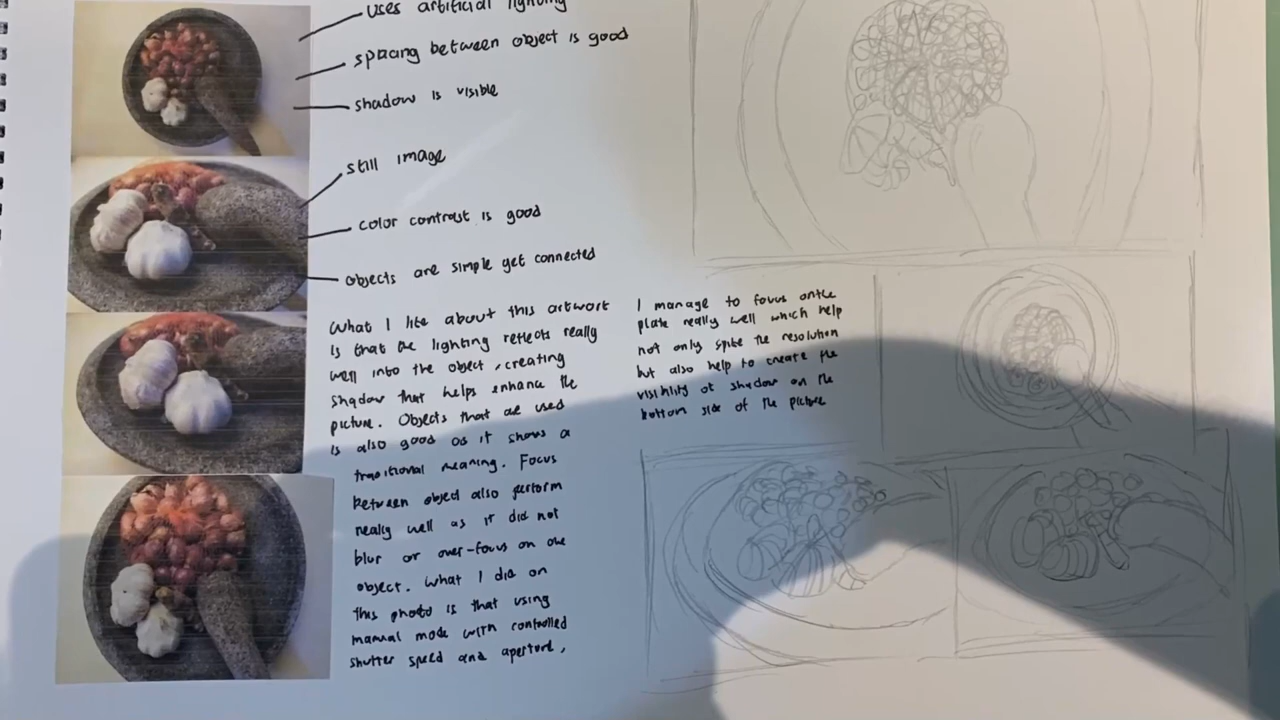 uses artificial lighting
spacing between object is good
shadow is visible
still image
color contrast is good
objects are simple get connected
What I like about this artwork
is that the lighting reflects really
well into the object, creating
shadow that helps enhance the
picture. Objects that are used
is also good as it shows a
traditional meaning. Focus
between object also perform
really well as it did not
blur or over-focus on one
object. What I did on
this photo is that using
manual mode with controlled
shutter speed and aperture,
I manage to focus on the
plate really well which help
not only spike the resolution
but also help to create the
visibility of shadow on the
bottom side of the picture